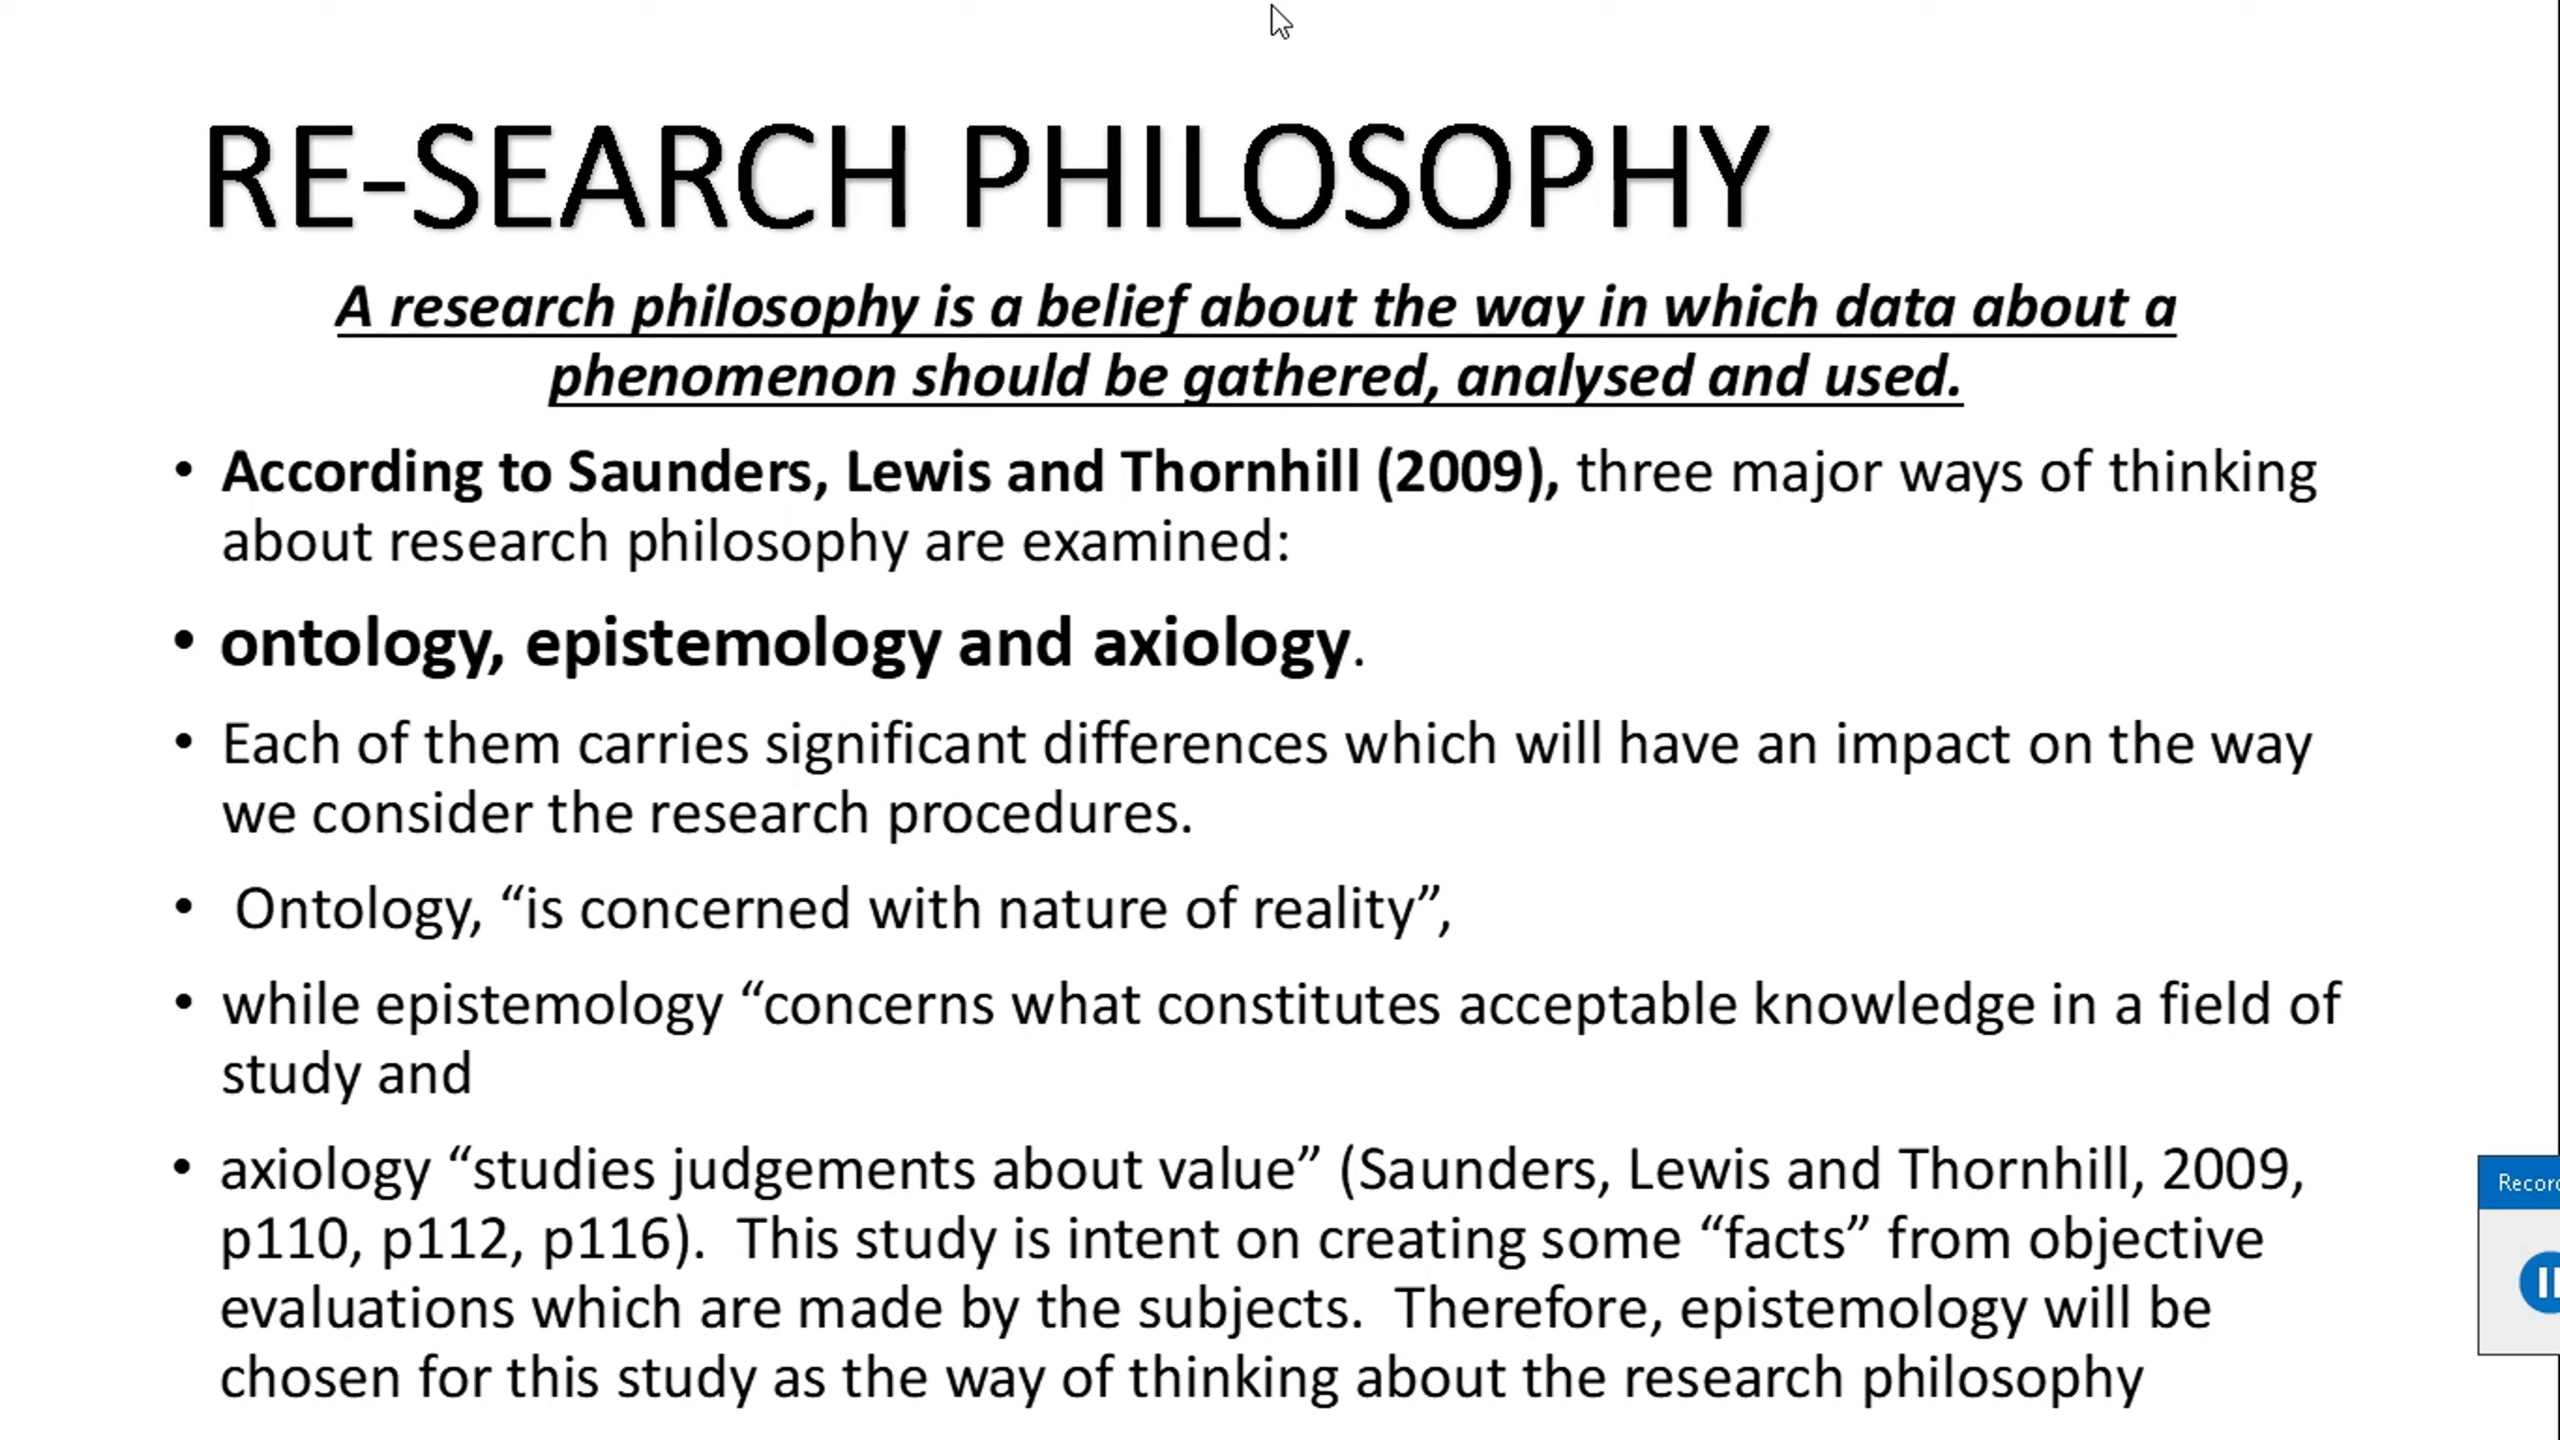 RE-SEARCH PHILOSOPHY
A research philosophy is a belief about the way in which data about a
phenomenon should be gathered, analysed and used.
• According to Saunders, Lewis and Thornhill (2009), three major ways of thinking
about research philosophy are examined:
• ontology, epistemology and axiology.
• Each of them carries significant differences which will have an impact on the way
we consider the research procedures.
• Ontology, “is concerned with nature of reality”,
• while epistemology “concerns what constitutes acceptable knowledge in a field of
study and
• axiology “studies judgements about value” (Saunders, Lewis and Thornhill, 2009,
p110, p112, p116).  This study is intent on creating some “facts” from objective
evaluations which are made by the subjects.  Therefore, epistemology will be
chosen for this study as the way of thinking about the research philosophy